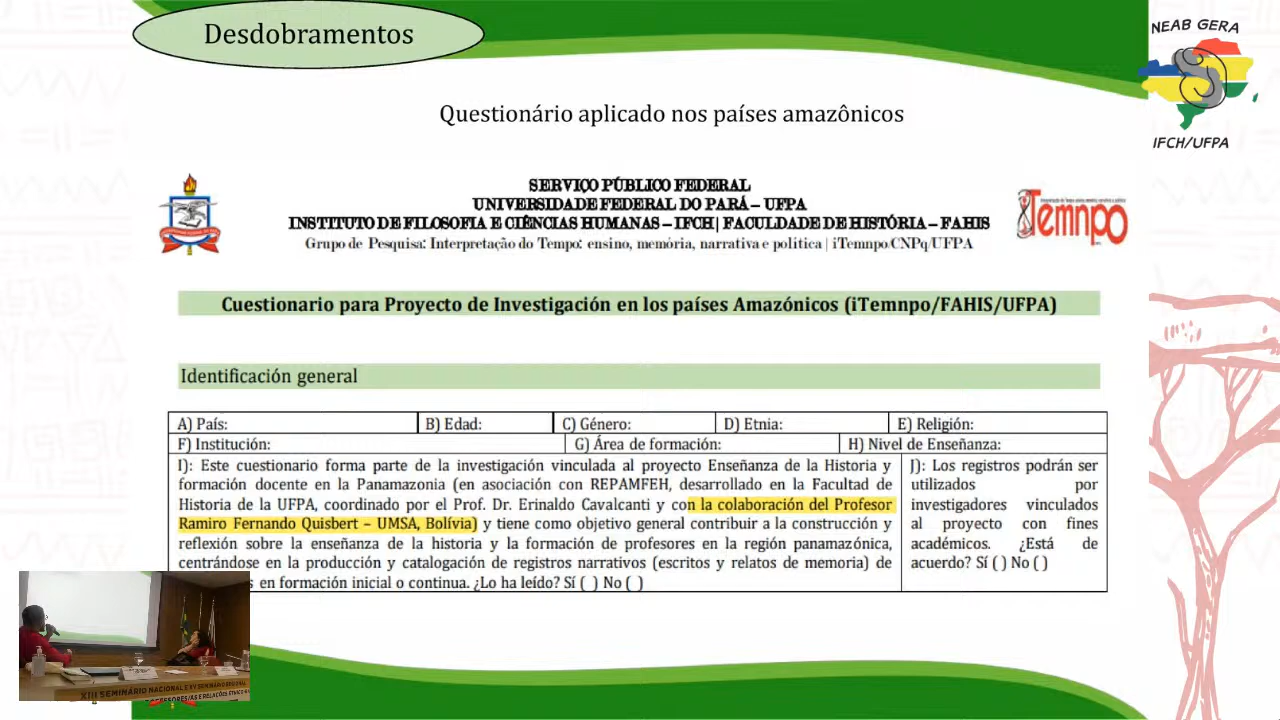 Desdobramentos
NEAB GERA
IFCH/UFPA
Questionário aplicado nos países amazônicos
SERVIÇO PÚBLICO FEDERAL
UNIVERSIDADE FEDERAL DO PARÁ – UFPA
INSTITUTO DE FILOSOFIA E CIÊNCIAS HUMANAS – IFCH| FACULDADE DE HISTÓRIA – FAHIS
Grupo de Pesquisa: Interpretação do Tempo: ensino, memória, narrativa e política | iTemnpo/CNPq/UFPA
iTemnpo
Cuestionario para Proyecto de Investigación en los países Amazónicos (iTemnpo/FAHIS/UFPA)
Identificación general
A) País: B) Edad: C) Género: D) Etnia: E) Religión:
F) Institución: G) Área de formación: H) Nivel de Enseñanza:
I): Este cuestionario forma parte de la investigación vinculada al proyecto Enseñanza de la Historia y
formación docente en la Panamazonia (en asociación con REPAMFEH, desarrollado en la Facultad de
Historia de la UFPA, coordinado por el Prof. Dr. Erinaldo Cavalcanti y con la colaboración del Profesor
Ramiro Fernando Quisbert – UMSA, Bolívia) y tiene como objetivo general contribuir a la construcción y
reflexión sobre la enseñanza de la historia y la formación de profesores en la región panamazónica,
centrándose en la producción y catalogación de registros narrativos (escritos y relatos de memoria) de
en formación inicial o continua. ¿Lo ha leído? Sí ( ) No ( )
J): Los registros podrán ser
utilizados por
investigadores vinculados
al proyecto con fines
académicos. ¿Está de
acuerdo? Sí ( ) No ( )
XIII SEMINÁRIO NACIONAL E XV SEMINÁRIO REGIONAL